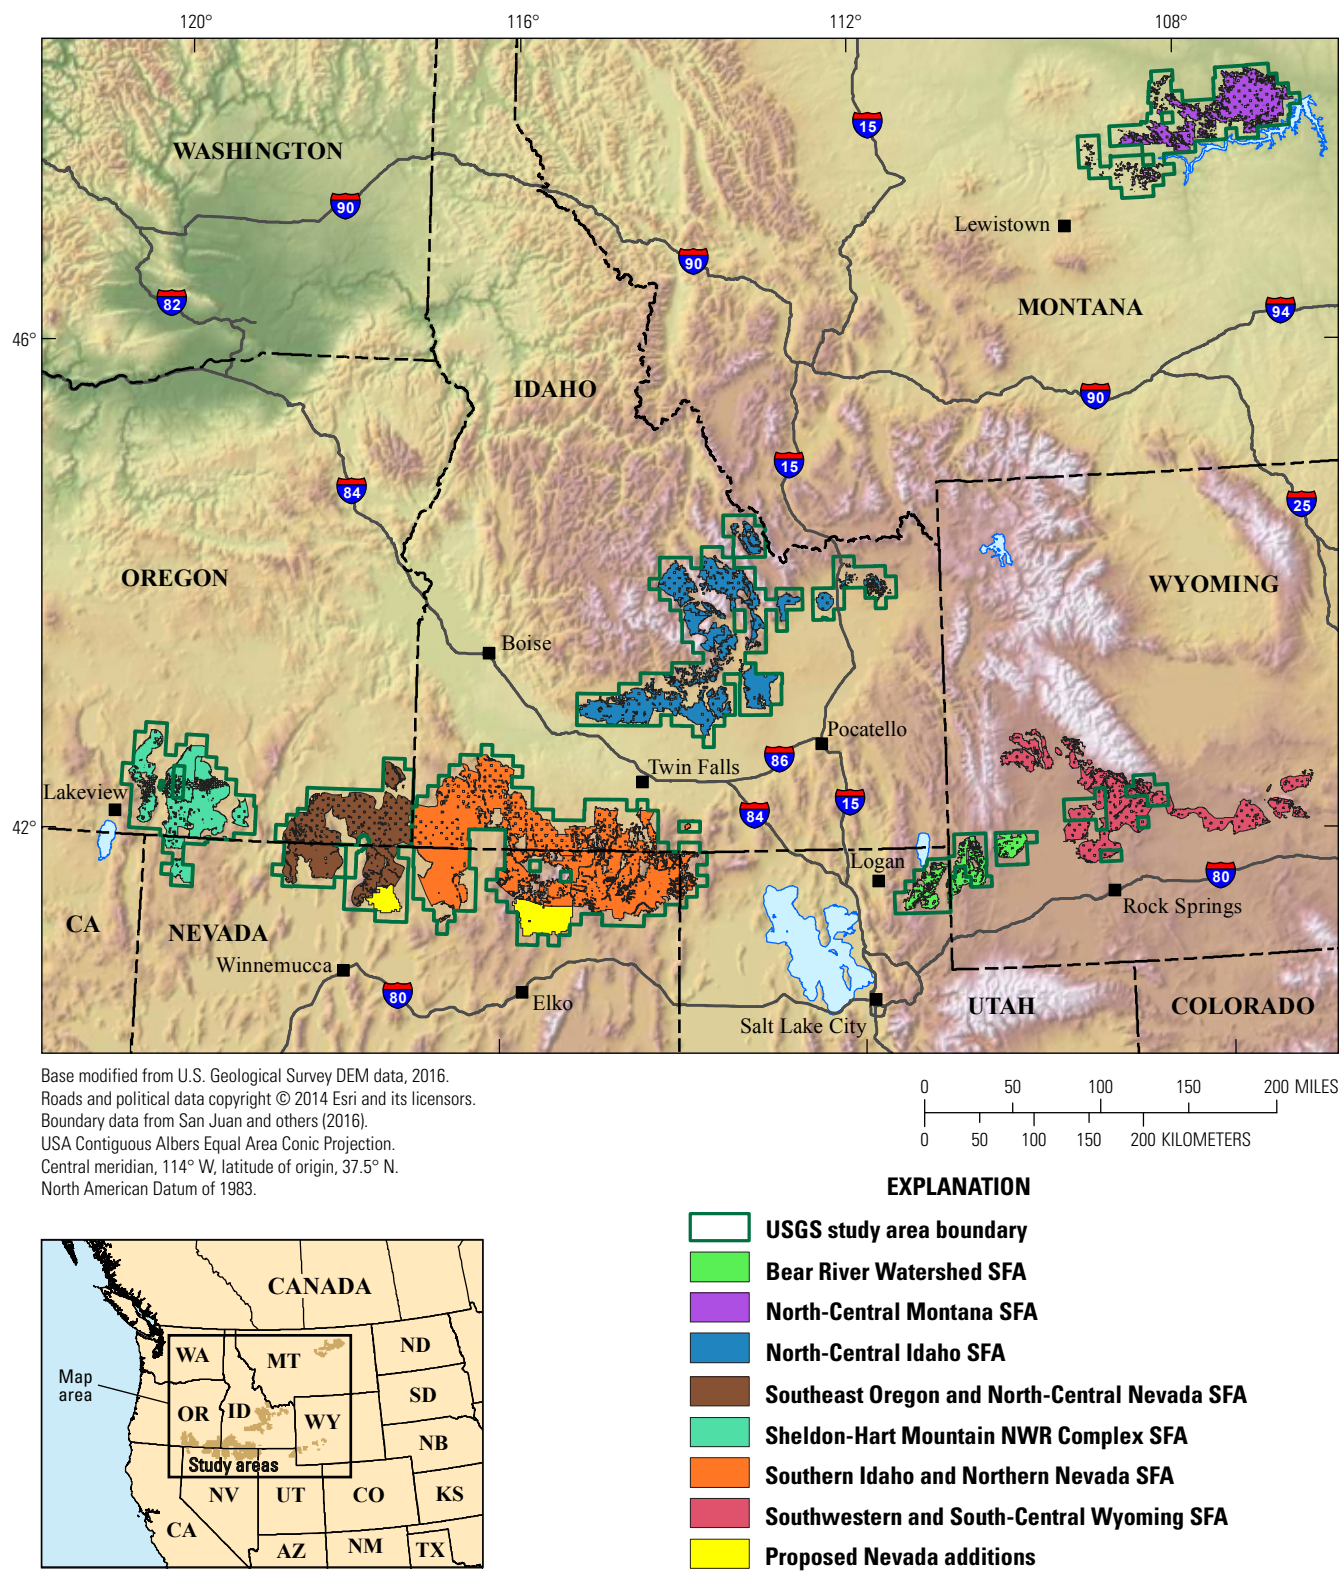 120°
116°
112°
108°
15
WASHINGTON
90
Lewistown
90
82
MONTANA
94
46°
IDAHO
90
15
84
25
OREGON
WYOMING
Boise
Pocatello
86
Twin Falls
Lakeview
15
84
42°
Logan
80
Rock Springs
CA
NEVADA
Winnemucca
80
Elko
UTAH
COLORADO
Salt Lake City
Base modified from U.S. Geological Survey DEM data, 2016.
Roads and political data copyright © 2014 Esri and its licensors.
Boundary data from San Juan and others (2016).
USA Contiguous Albers Equal Area Conic Projection.
Central meridian, 114° W, latitude of origin, 37.5° N.
North American Datum of 1983.
0 50 100 150 200 MILES
0 50 100 150 200 KILOMETERS
EXPLANATION
USGS study area boundary
Bear River Watershed SFA
North-Central Montana SFA
North-Central Idaho SFA
Southeast Oregon and North-Central Nevada SFA
Sheldon-Hart Mountain NWR Complex SFA
Southern Idaho and Northern Nevada SFA
Southwestern and South-Central Wyoming SFA
Proposed Nevada additions
CANADA
WA
MT
ND
Map
area
SD
OR
ID
WY
NB
Study areas
NV
UT
CO
KS
CA
AZ
NM
TX